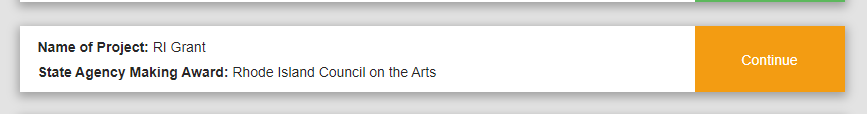 Name of Project: RI Grant
State Agency Making Award: Rhode Island Council on the Arts
Continue